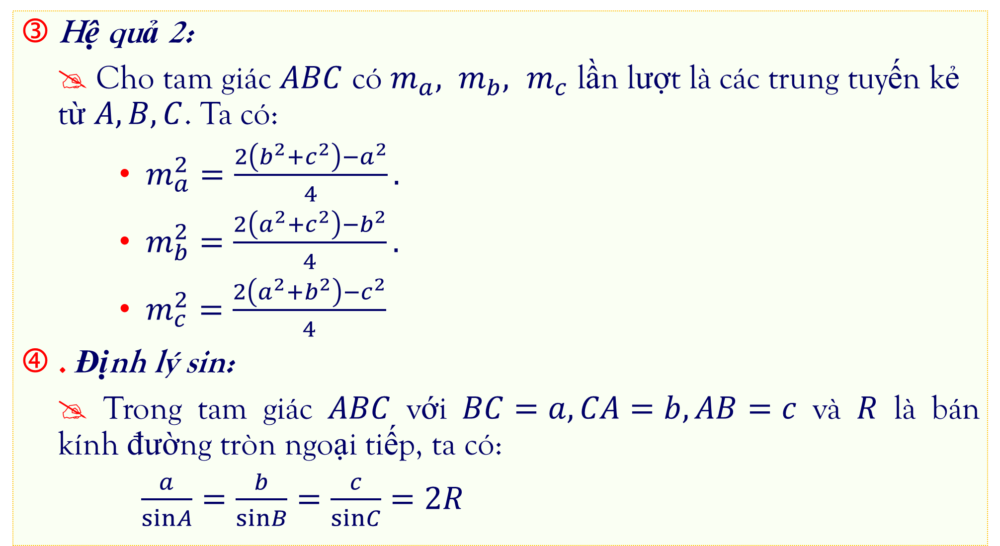 ③ Hệ quả 2:
Cho tam giác $ABC$ có $m_a,\ m_b,\ m_c$ lần lượt là các trung tuyến kẻ
từ $A, B, C$. Ta có:
• $m_a^2 = \frac{2(b^2+c^2)-a^2}{4}$.
• $m_b^2 = \frac{2(a^2+c^2)-b^2}{4}$.
• $m_c^2 = \frac{2(a^2+b^2)-c^2}{4}$
④ . Định lý sin:
Trong tam giác $ABC$ với $BC = a, CA = b, AB = c$ và $R$ là bán
kính đường tròn ngoại tiếp, ta có:
$\frac{a}{\sin A} = \frac{b}{\sin B} = \frac{c}{\sin C} = 2R$